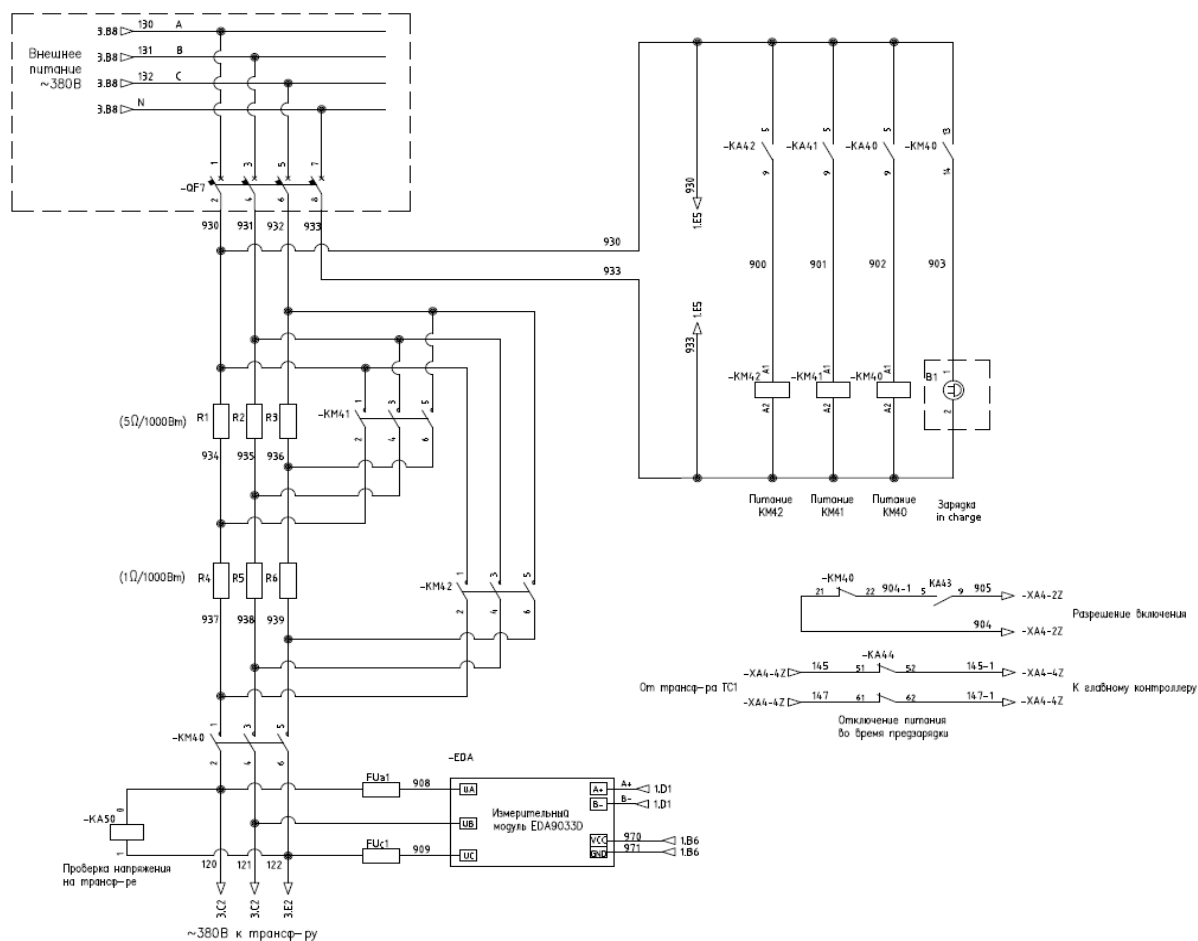 3.B8 130 A
3.B8 131 B
3.B8 132 C
3.B8 N
Внешнее
питание
~380В
1 3 5 7
-QF7
2 4 6 8
930 931 932 933
930
933
930
1.E5
1.E5
933
5 5 5 13
-KA42 -KA41 -KA40 -KM40
9 9 9 14
900 901 902 903
A1 A1 A1 1
-KM42 -KM41 -KM40 B1
A2 A2 A2 2
Питание
КМ42
Питание
КМ41
Питание
КМ40
Зарядка
in charge
1 3 5
-KM41
2 4 6
(5Ω/1000Вт) R1 R2 R3
934 935 936
(1Ω/1000Вт) R4 R5 R6
937 938 939
1 3 5
-KM42
2 4 6
1 3 5
-KM40
2 4 6
-KM40 KA43
21 22 904-1 5 9 905 -XA4-2Z
904 -XA4-2Z
Разрешение включения
-KA44
От трансф-ра ТС1
-XA4-4Z 145 51 52 145-1 -XA4-4Z
-XA4-4Z 147 61 62 147-1 -XA4-4Z
К главному контроллеру
Отключение питания
во время предзарядки
-EDA
FUa1 908 UA
UB
FUc1 909 UC
Измерительный
модуль EDA9033D
A+ A+ 1.D1
B- B- 1.D1
VCC 970 1.B6
GND 971 1.B6
0
-KA50
1
Проверка напряжения
на трансф-ре
120 121 122
3.C2 3.C2 3.E2
~380В к трансф-ру